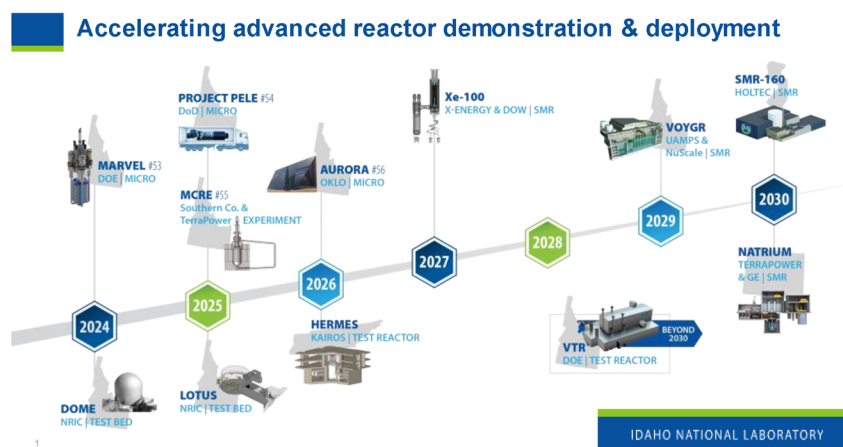 Accelerating advanced reactor demonstration & deployment
MARVEL #53
DOE | MICRO
2024
DOME
NRIC | TEST BED
PROJECT PELE #54
DoD | MICRO
MCRE #55
Southern Co. &
TerraPower | EXPERIMENT
2025
LOTUS
NRIC | TEST BED
AURORA #56
OKLO | MICRO
2026
HERMES
KAIROS | TEST REACTOR
Xe-100
X-ENERGY & DOW | SMR
2027
2028
VOYGR
UAMPS &
NuScale | SMR
2029
SMR-160
HOLTEC | SMR
2030
NATRIUM
TERRAPOWER
& GE | SMR
VTR
DOE | TEST REACTOR
BEYOND
2030
1
IDAHO NATIONAL LABORATORY